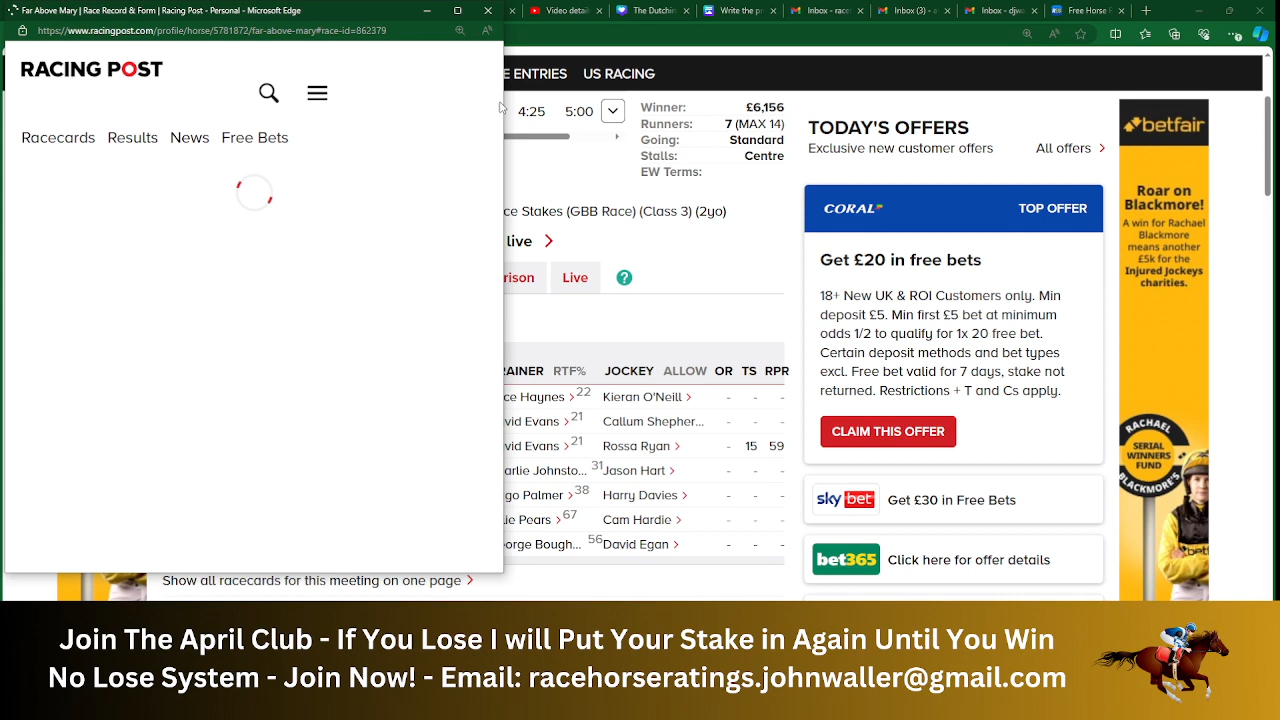 Far Above Mary | Race Record & Form | Racing Post - Personal - Microsoft Edge
https://www.racingpost.com/profile/horse/5781872/far-above-mary#race-id=862379
Video detai
The Dutchin
Write the p
Inbox - race
Inbox (3) - o
Inbox - djwa
Free Horse F
RACING POST
Racecards Results News Free Bets
E ENTRIES US RACING
4:25 5:00
Winner: £6,156
Runners: 7 (MAX 14)
Going: Standard
Stalls: Centre
EW Terms:
ce Stakes (GBB Race) (Class 3) (2yo)
live
rison Live ?
RAINER RTF% JOCKEY ALLOW OR TS RPR
ce Haynes 22 Kieran O'Neill - - -
vid Evans 21 Callum Shepher... - - -
vid Evans 21 Rossa Ryan - 15 59
arlie Johnsto... 31 Jason Hart - - -
go Palmer 38 Harry Davies - - -
lie Pears 67 Cam Hardie - - -
orge Bough... 56 David Egan - - -
Show all racecards for this meeting on one page
TODAY'S OFFERS
Exclusive new customer offers All offers
CORAL TOP OFFER
Get £20 in free bets
18+ New UK & ROI Customers only. Min
deposit £5. Min first £5 bet at minimum
odds 1/2 to qualify for 1x 20 free bet.
Certain deposit methods and bet types
excl. Free bet valid for 7 days, stake not
returned. Restrictions + T and Cs apply.
CLAIM THIS OFFER
sky bet Get £30 in Free Bets
bet365 Click here for offer details
betfair
Roar on
Blackmore!
A win for Rachael
Blackmore
means another
£5k for the
Injured Jockeys
charities.
RACHAEL
SERIAL
WINNERS
FUND
BLACKMORE'S
Join The April Club - If You Lose I will Put Your Stake in Again Until You Win
No Lose System - Join Now! - Email: racehorseratings.johnwaller@gmail.com